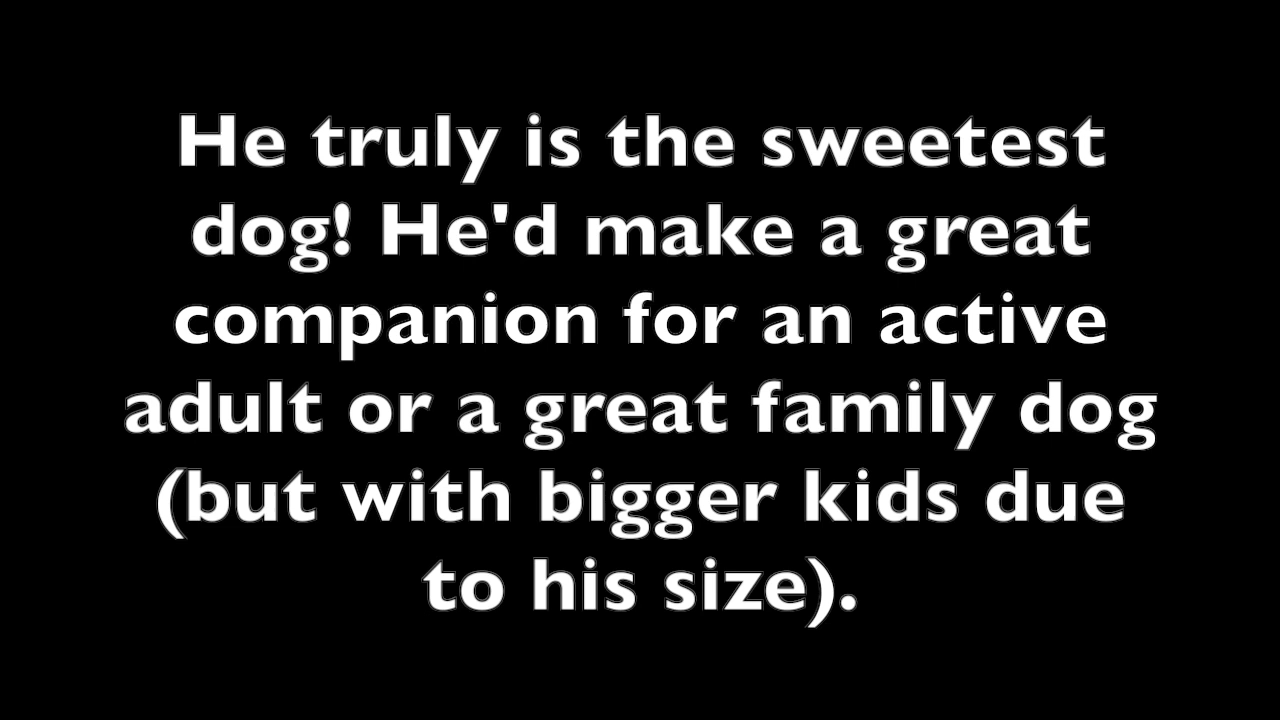 He truly is the sweetest
dog! He'd make a great
companion for an active
adult or a great family dog
(but with bigger kids due
to his size).